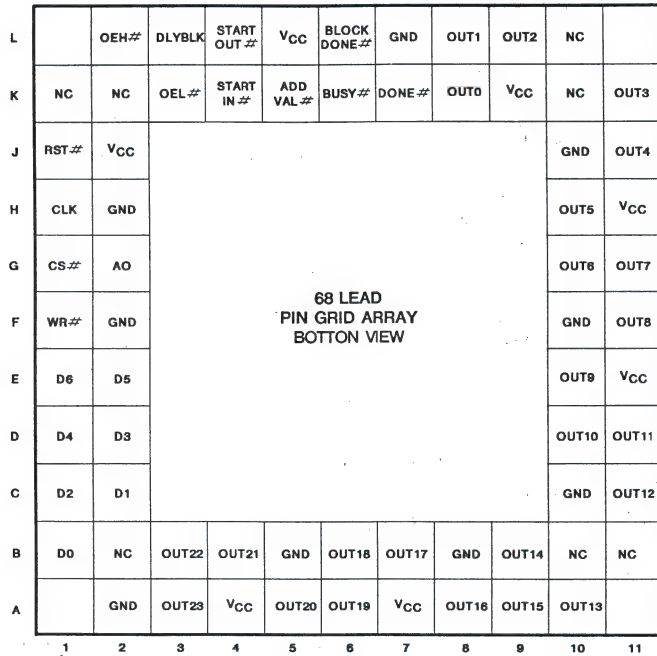 L OEH# DLYBLK START OUT # VCC BLOCK DONE# GND OUT1 OUT2 NC
K NC NC OEL# START IN# ADD VAL# BUSY# DONE# OUT0 VCC NC OUT3
J RST# VCC GND OUT4
H CLK GND OUT5 VCC
G CS# AO OUT6 OUT7
68 LEAD
PIN GRID ARRAY
BOTTON VIEW
F WR# GND GND OUT8
E D6 D5 OUT9 VCC
D D4 D3 OUT10 OUT11
C D2 D1 GND OUT12
B D0 NC OUT22 OUT21 GND OUT18 OUT17 GND OUT14 NC NC
A GND OUT23 VCC OUT20 OUT19 VCC OUT16 OUT15 OUT13
1 2 3 4 5 6 7 8 9 10 11